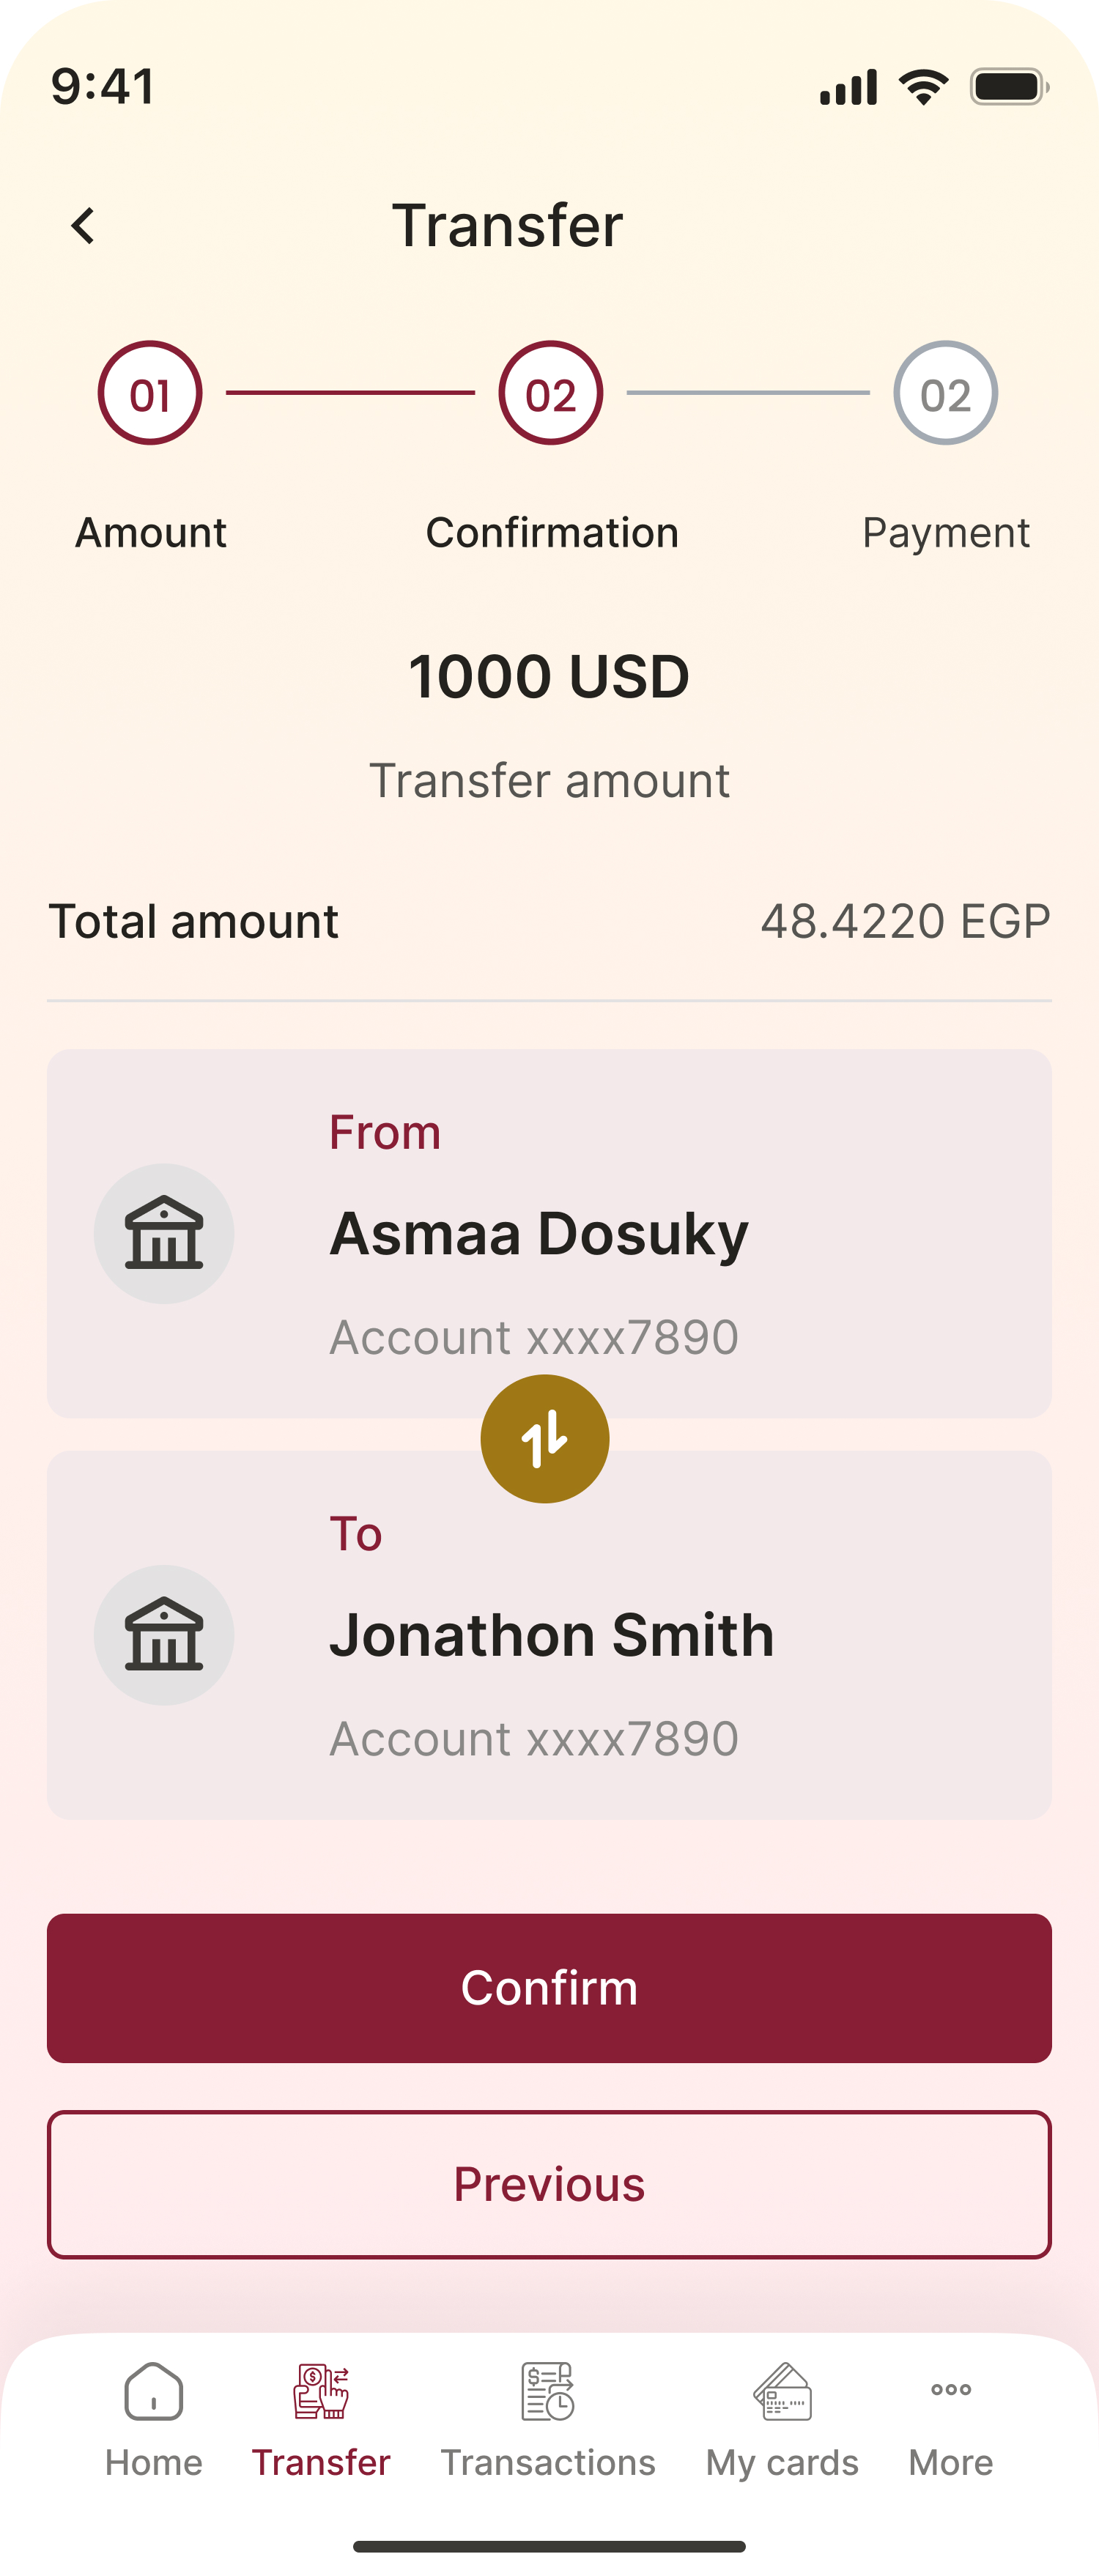 9:41
Transfer
01
02
02
Amount
Confirmation
Payment
1000 USD
Transfer amount
Total amount
48.4220 EGP
From
Asmaa Dosuky
Account xxxx7890
To
Jonathon Smith
Account xxxx7890
Confirm
Previous
Home
Transfer
Transactions
My cards
More